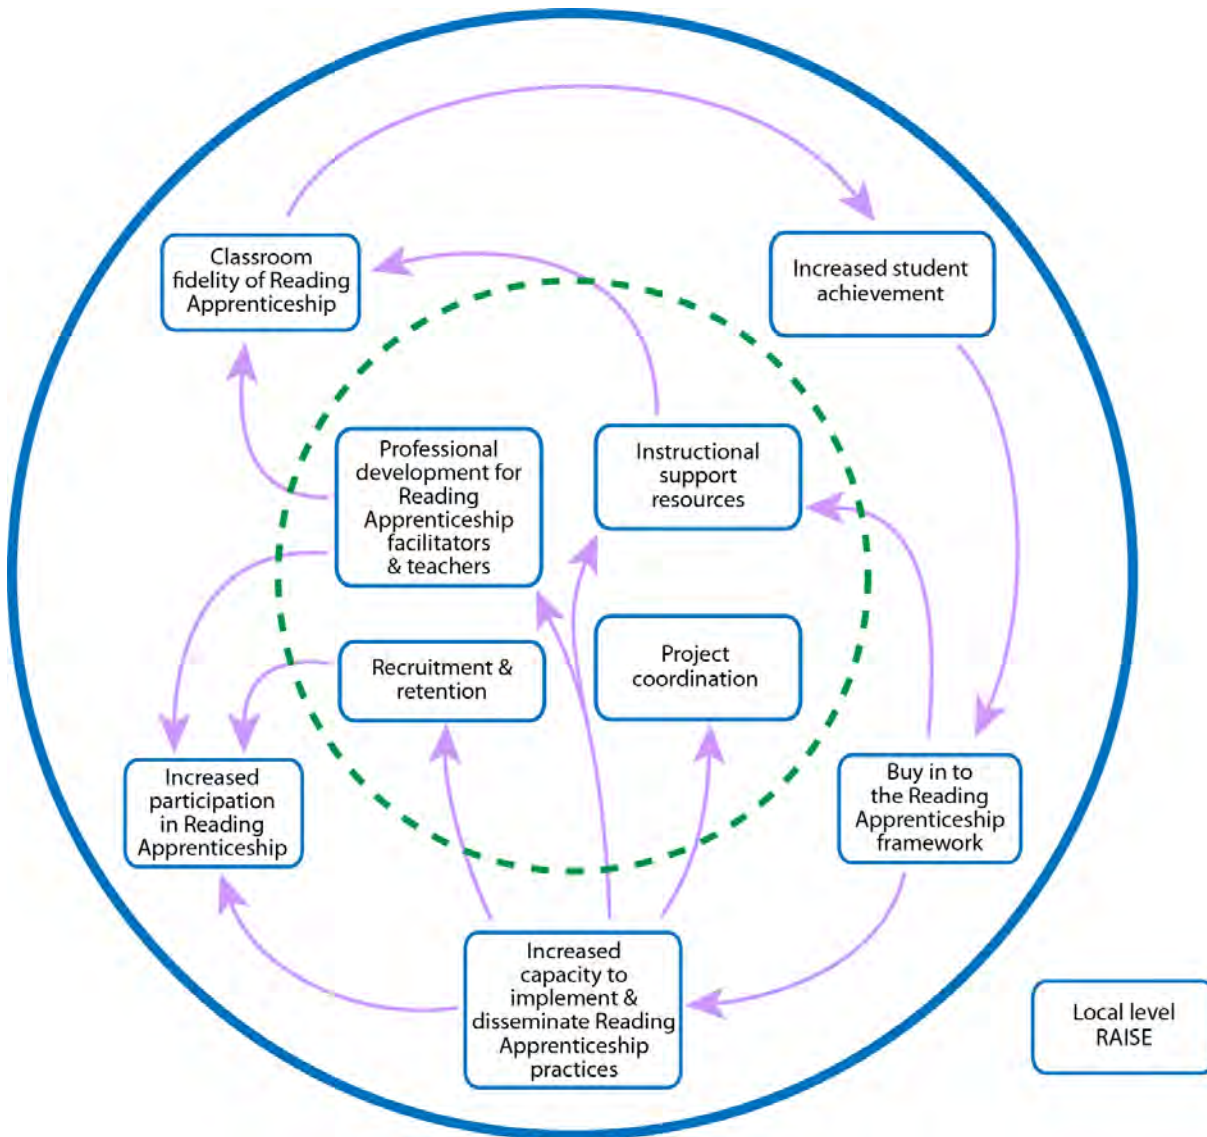 Classroom
fidelity of Reading
Apprenticeship
Increased student
achievement
Professional
development for
Reading
Apprenticeship
facilitators
& teachers
Instructional
support
resources
Recruitment &
retention
Project
coordination
Increased
participation
in Reading
Apprenticeship
Buy in to
the Reading
Apprenticeship
framework
Increased
capacity to
implement &
disseminate Reading
Apprenticeship
practices
Local level
RAISE